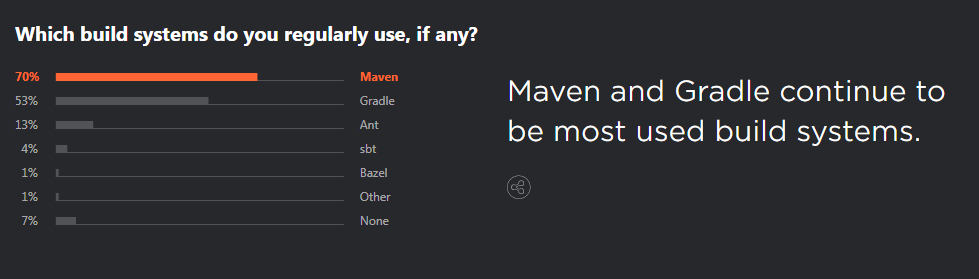 Which build systems do you regularly use, if any?
70% Maven
53% Gradle
13% Ant
4% sbt
1% Bazel
1% Other
7% None
Maven and Gradle continue to
be most used build systems.